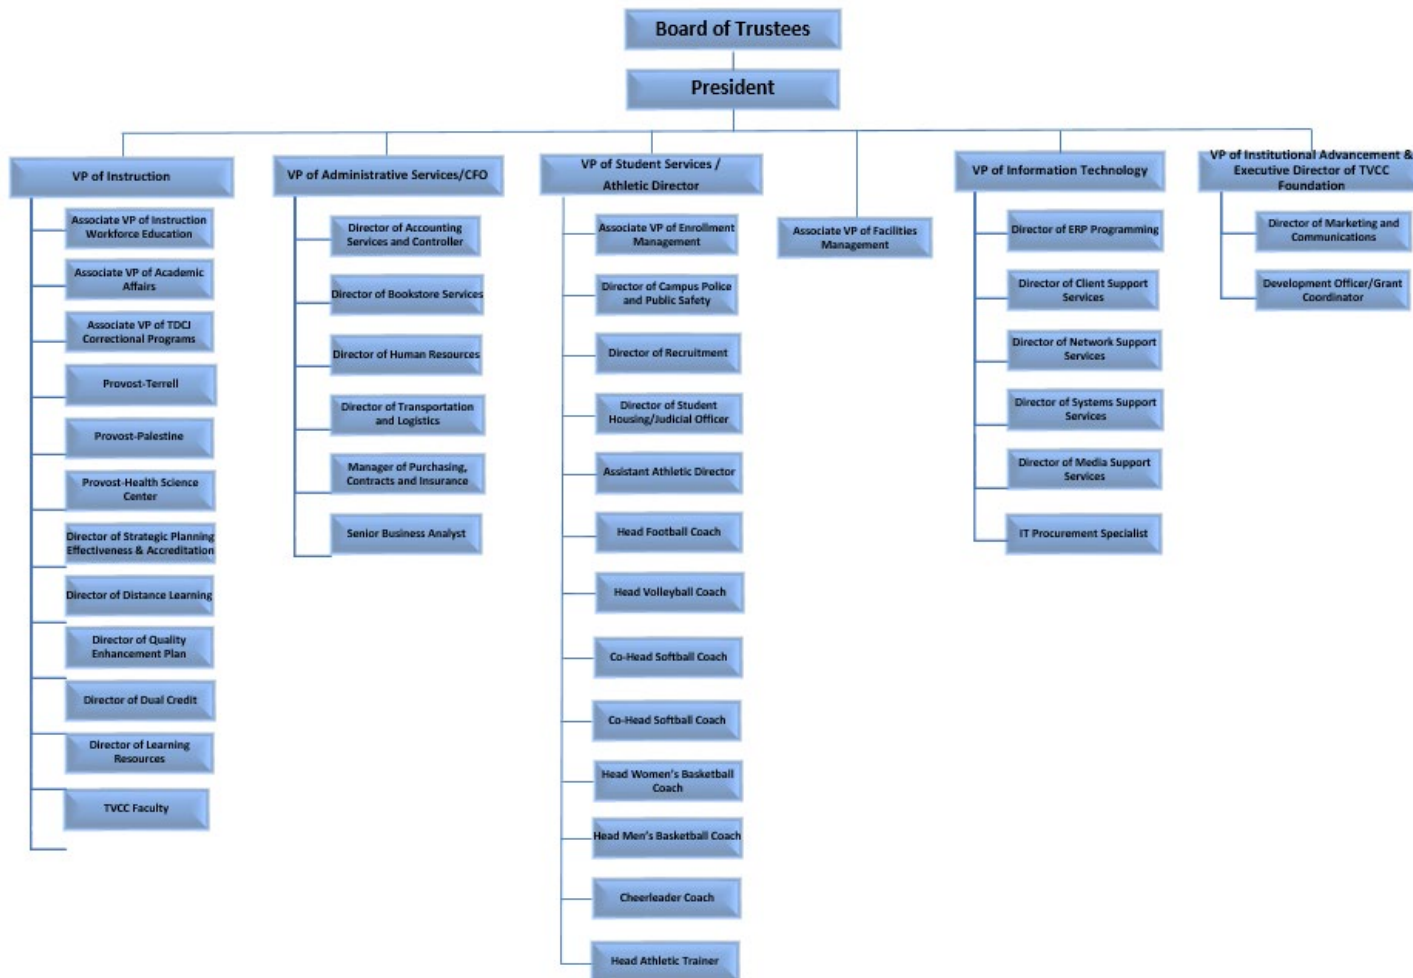 Board of Trustees
President
VP of Instruction
Associate VP of Instruction
Workforce Education
Associate VP of Academic
Affairs
Associate VP of TDCJ
Correctional Programs
Provost-Terrell
Provost-Palestine
Provost-Health Science
Center
Director of Strategic Planning
Effectiveness & Accreditation
Director of Distance Learning
Director of Quality
Enhancement Plan
Director of Dual Credit
Director of Learning
Resources
TVCC Faculty
VP of Administrative Services/CFO
Director of Accounting
Services and Controller
Director of Bookstore Services
Director of Human Resources
Director of Transportation
and Logistics
Manager of Purchasing,
Contracts and Insurance
Senior Business Analyst
VP of Student Services /
Athletic Director
Associate VP of Enrollment
Management
Director of Campus Police
and Public Safety
Director of Recruitment
Director of Student
Housing/Judicial Officer
Assistant Athletic Director
Head Football Coach
Head Volleyball Coach
Co-Head Softball Coach
Co-Head Softball Coach
Head Women's Basketball
Coach
Head Men's Basketball Coach
Cheerleader Coach
Head Athletic Trainer
Associate VP of Facilities
Management
VP of Information Technology
Director of ERP Programming
Director of Client Support
Services
Director of Network Support
Services
Director of Systems Support
Services
Director of Media Support
Services
IT Procurement Specialist
VP of Institutional Advancement &
Executive Director of TVCC
Foundation
Director of Marketing and
Communications
Development Officer/Grant
Coordinator